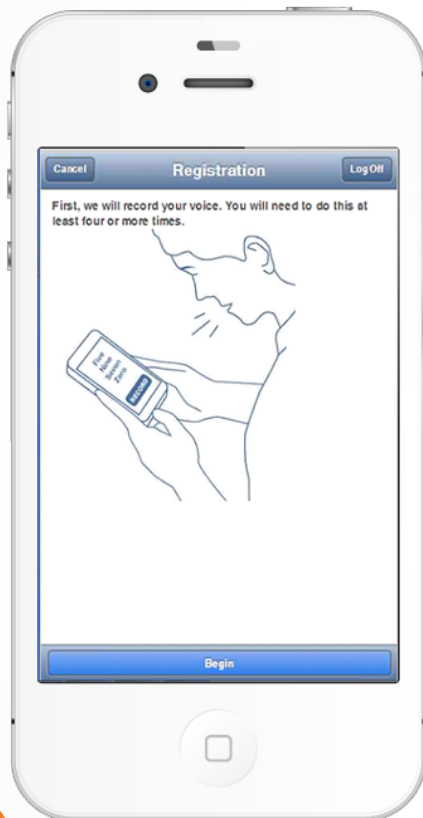 Cancel
Registration
Log Off
First, we will record your voice. You will need to do this at
least four or more times.
Five
Nine
Seven
Zero
RECORD
Begin